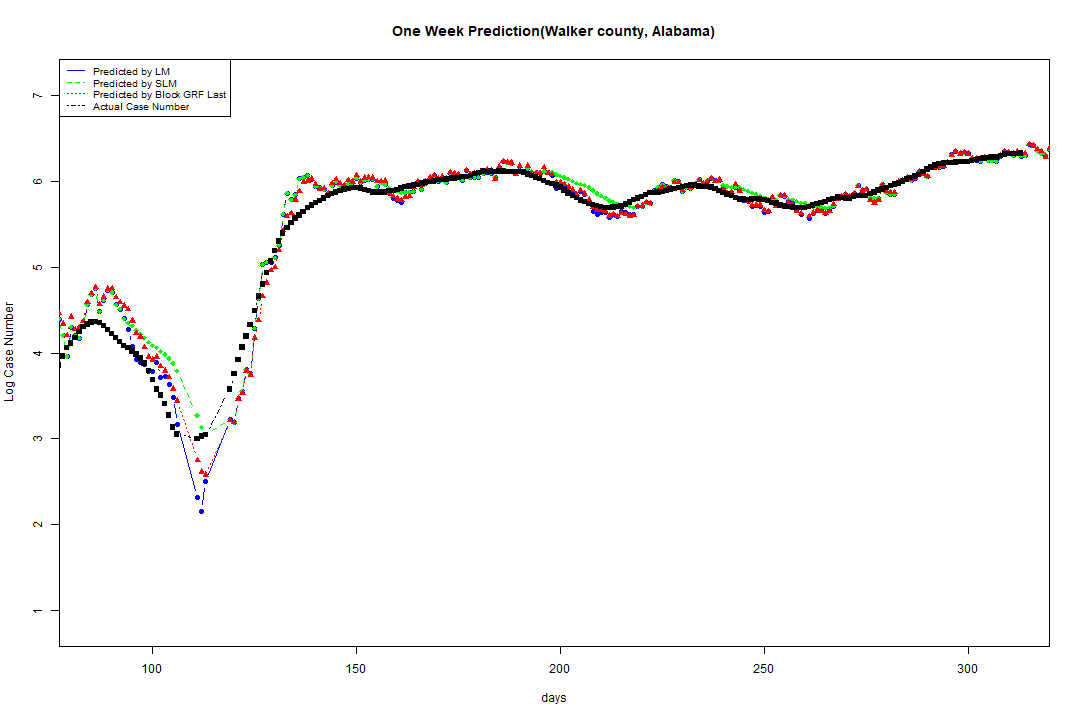 One Week Prediction(Walker county, Alabama)
Predicted by LM
Predicted by SLM
Predicted by Block GRF Last
Actual Case Number
7
6
5
4
3
2
1
Log Case Number
100 150 200 250 300
days